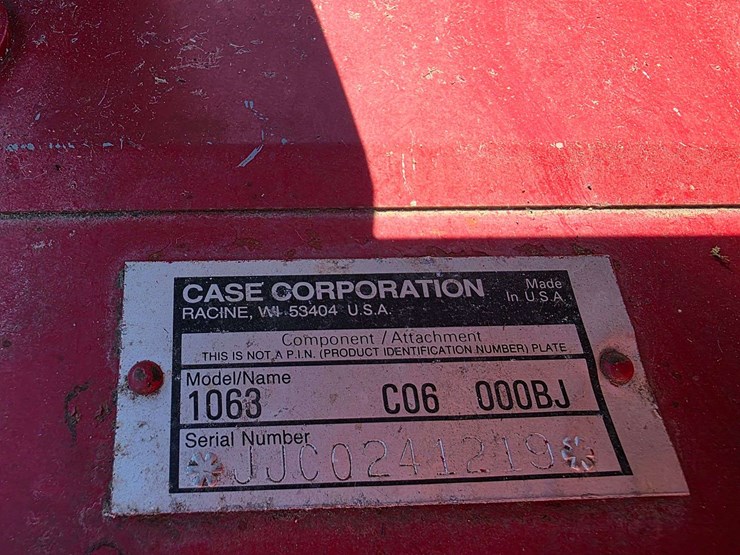 CASE CORPORATION
Made
In U.S.A.
RACINE, WI 53404 U.S.A.
Component / Attachment
THIS IS NOT A P.I.N. (PRODUCT IDENTIFICATION NUMBER) PLATE
Model/Name
1063 C06 000BJ
Serial Number
JJC0241219